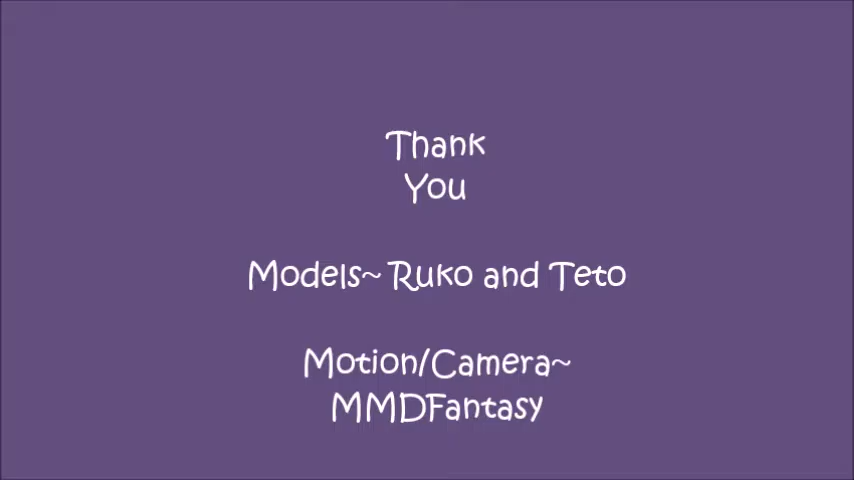 Thank
You
Models~ Ruko and Teto
Motion/Camera~
MMDFantasy